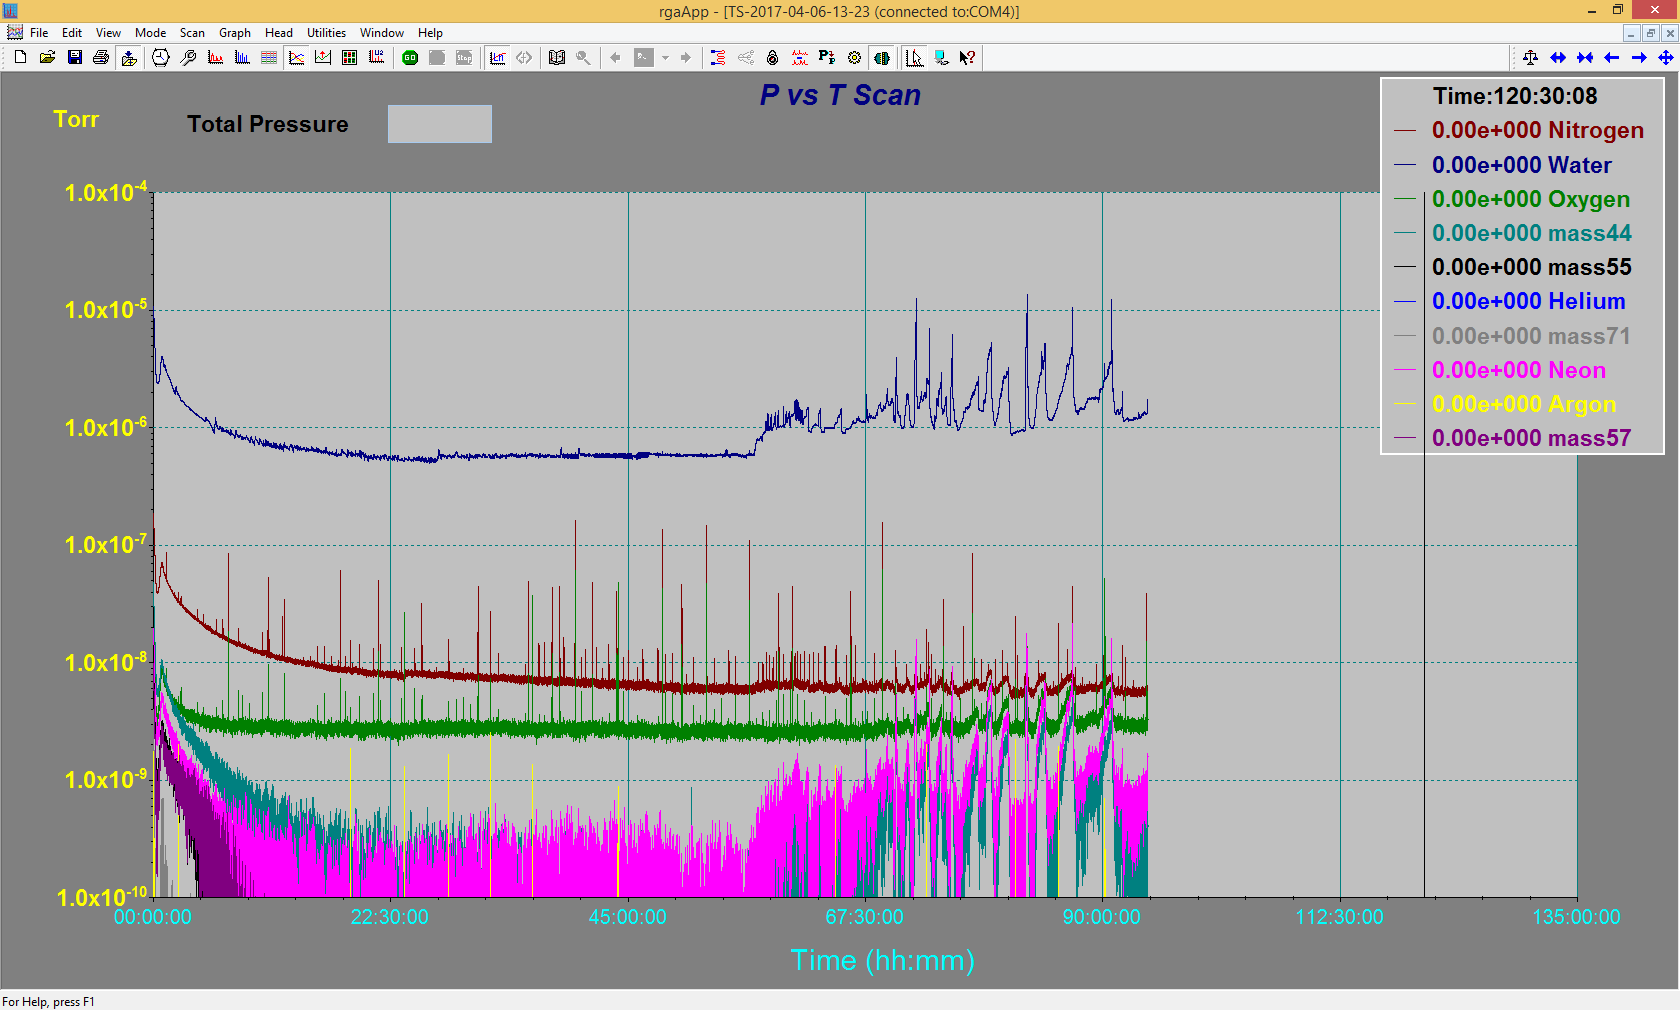 rgaApp - [TS-2017-04-06-13-23 (connected to:COM4)]
File Edit View Mode Scan Graph Head Utilities Window Help
P vs T Scan
Torr
Total Pressure
Time:120:30:08
0.00e+000 Nitrogen
0.00e+000 Water
0.00e+000 Oxygen
0.00e+000 mass44
0.00e+000 mass55
0.00e+000 Helium
0.00e+000 mass71
0.00e+000 Neon
0.00e+000 Argon
0.00e+000 mass57
1.0x10-4
1.0x10-5
1.0x10-6
1.0x10-7
1.0x10-8
1.0x10-9
1.0x10-10
00:00:00 22:30:00 45:00:00 67:30:00 90:00:00 112:30:00 135:00:00
Time (hh:mm)
For Help, press F1